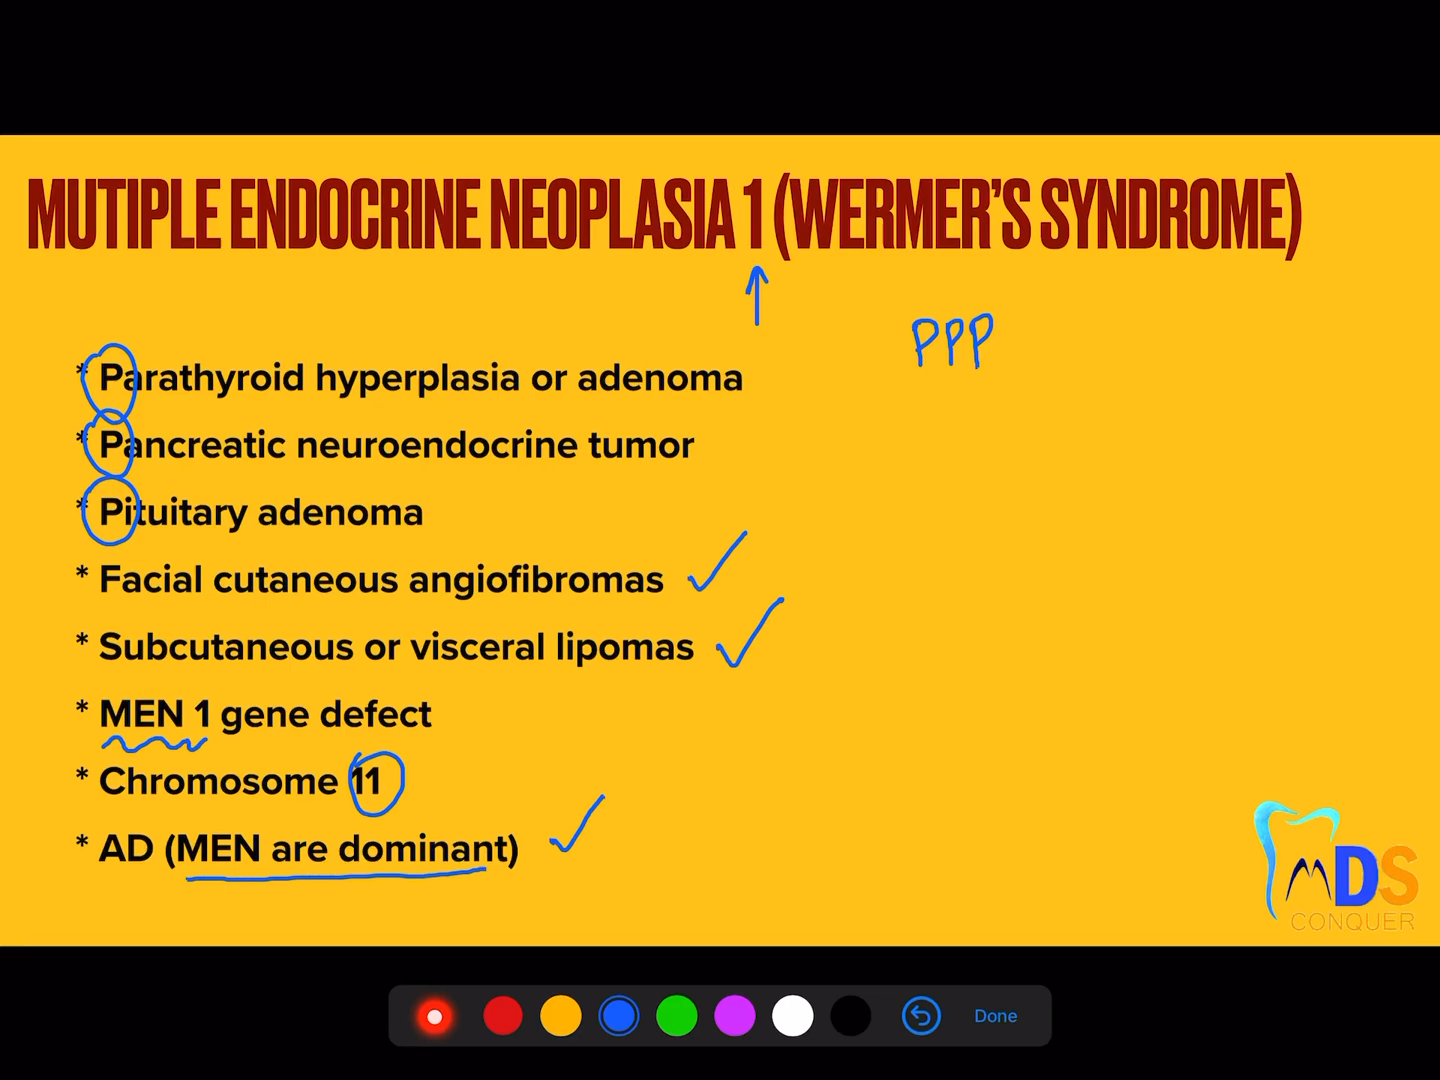 MUTIPLE ENDOCRINE NEOPLASIA 1 (WERMER'S SYNDROME)
PPP
* Parathyroid hyperplasia or adenoma
* Pancreatic neuroendocrine tumor
* Pituitary adenoma
* Facial cutaneous angiofibromas
* Subcutaneous or visceral lipomas
* MEN 1 gene defect
* Chromosome 11
* AD (MEN are dominant)
MDS
CONQUER
Done